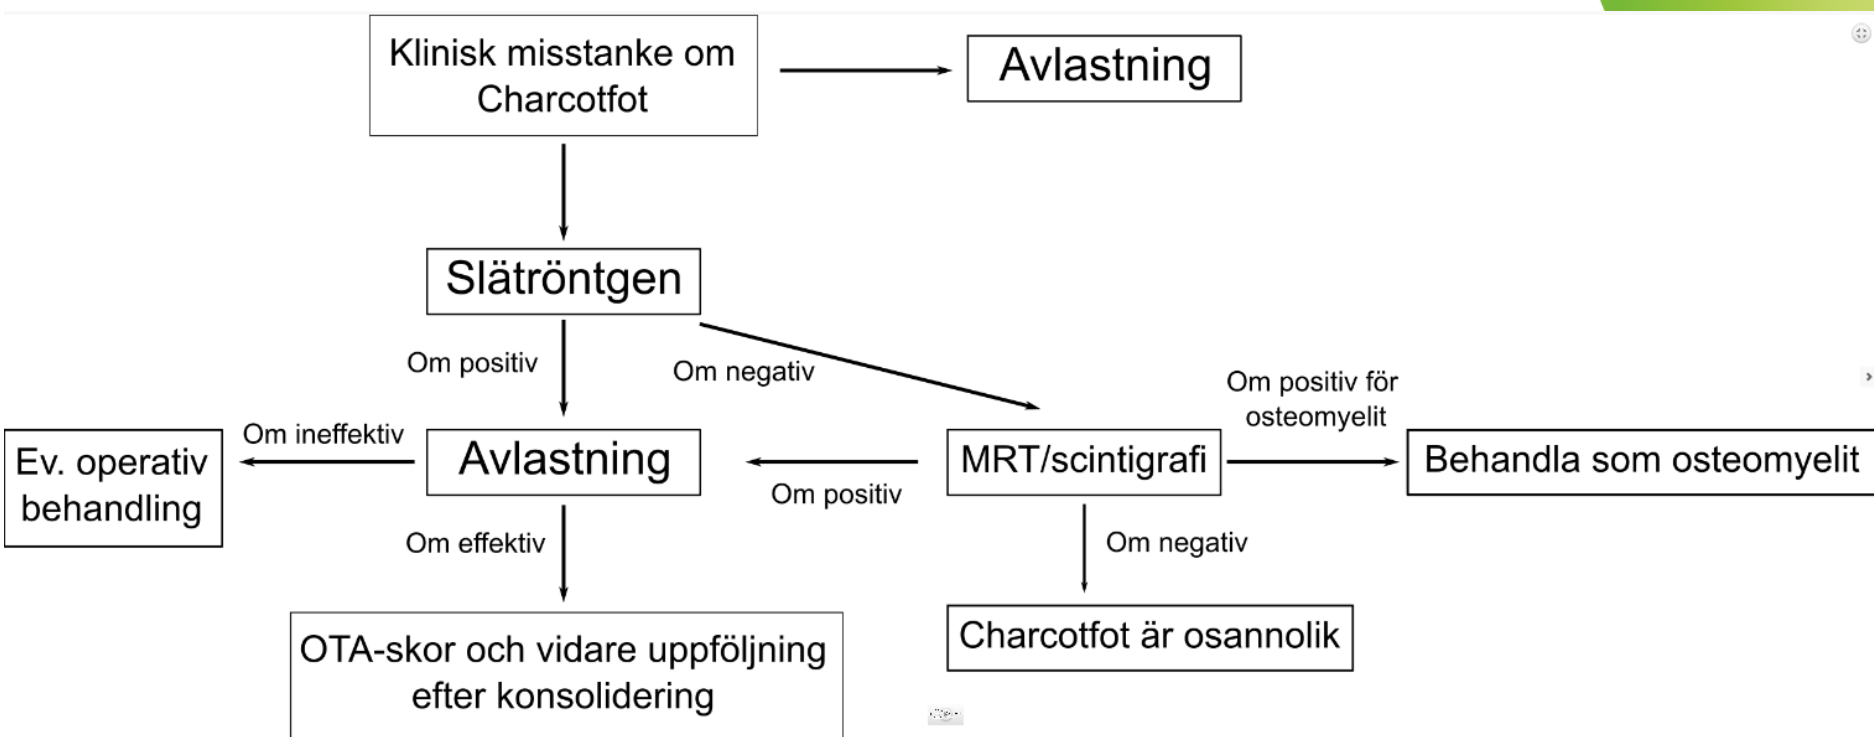 Klinisk misstanke om
Charcotfot
Avlastning
Slätröntgen
Om positiv
Om negativ
Om positiv för
osteomyelit
Ev. operativ
behandling
Om ineffektiv
Avlastning
Om positiv
MRT/scintigrafi
Behandla som osteomyelit
Om effektiv
Om negativ
OTA-skor och vidare uppföljning
efter konsolidering
Charcotfot är osannolik